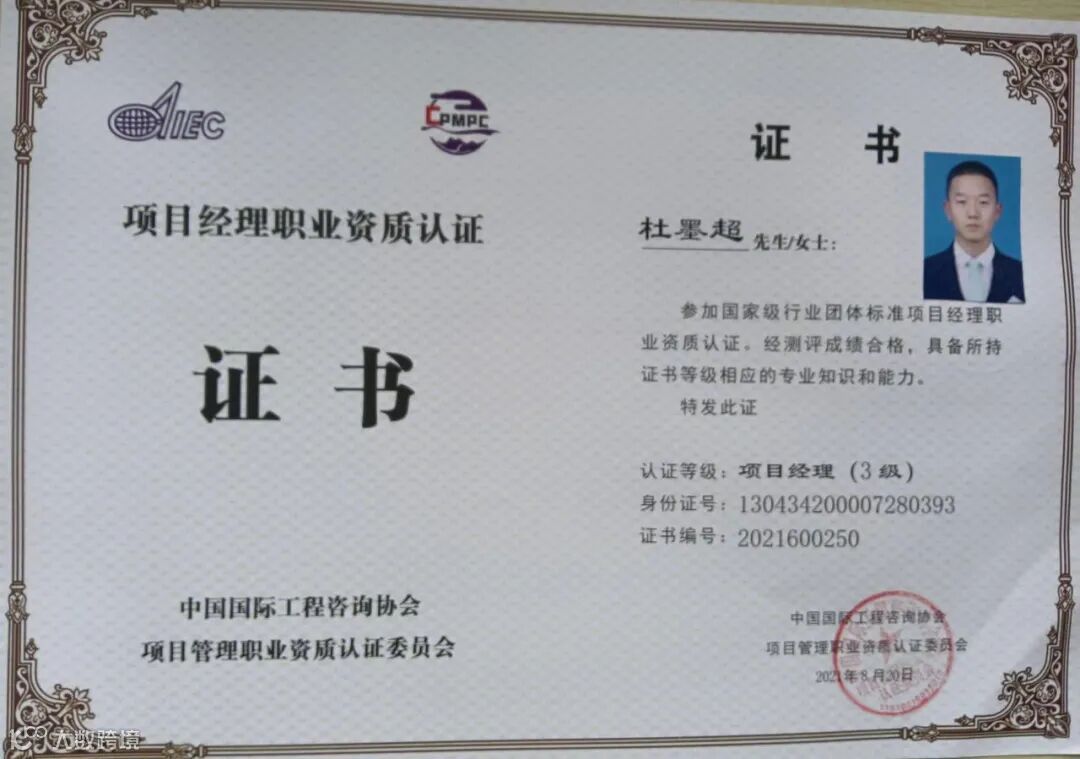 AIEC
CPMPC
项目经理职业资质认证
证 书
中国国际工程咨询协会
项目管理职业资质认证委员会
证 书
杜墨超 先生/女士：
参加国家级行业团体标准项目经理职
业资质认证。经测评成绩合格，具备所持
证书等级相应的专业知识和能力。
特发此证
认证等级：项目经理（3级）
身份证号：130434200007280393
证书编号：2021600250
中国国际工程咨询协会
项目管理职业资质认证委员会
2021年8月20日
大数跨境